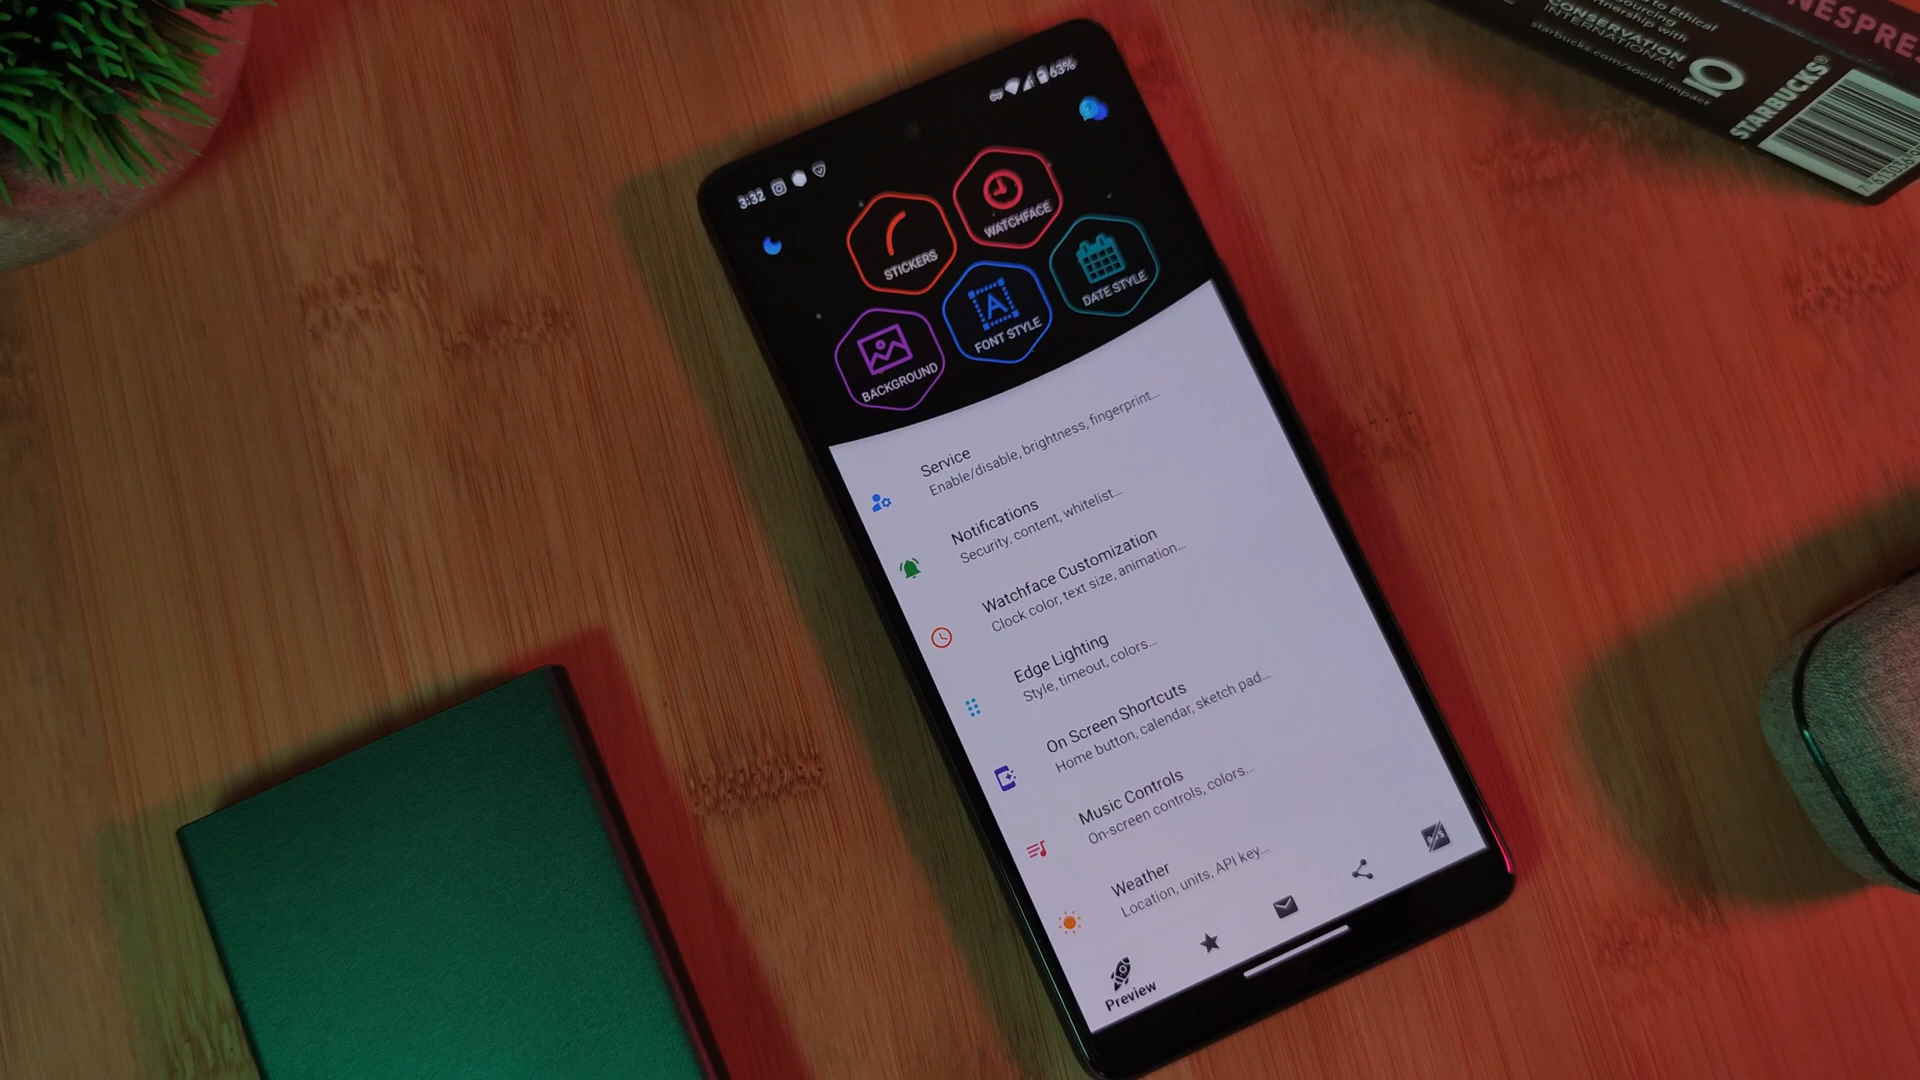 3:32
63%
STICKERS
WATCHFACE
BACKGROUND
FONT STYLE
DATE STYLE
Service
Enable/disable, brightness, fingerprint...
Notifications
Security, content, whitelist...
Watchface Customization
Clock color, text size, animation...
Edge Lighting
Style, timeout, colors...
On Screen Shortcuts
Home button, calendar, sketch pad...
Music Controls
On-screen controls, colors...
Weather
Location, units, API key...
Preview
to Ethical
CONSERVATION
INTERNATIONAL
starbucks.com/social-impact
STARBUCKS®